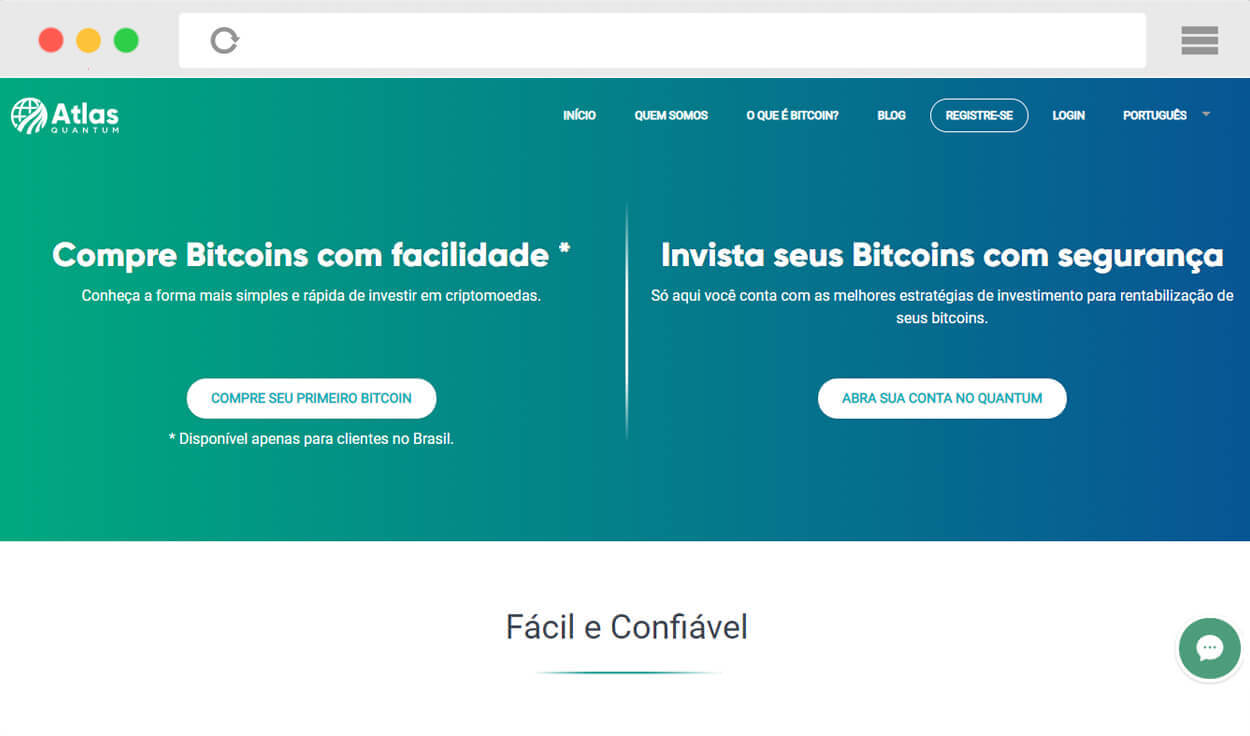 Atlas
QUANTUM
INÍCIO
QUEM SOMOS
O QUE É BITCOIN?
BLOG
REGISTRE-SE
LOGIN
PORTUGUÊS
Compre Bitcoins com facilidade *
Conheça a forma mais simples e rápida de investir em criptomoedas.
COMPRE SEU PRIMEIRO BITCOIN
* Disponível apenas para clientes no Brasil.
Invista seus Bitcoins com segurança
Só aqui você conta com as melhores estratégias de investimento para rentabilização de
seus bitcoins.
ABRA SUA CONTA NO QUANTUM
Fácil e Confiável